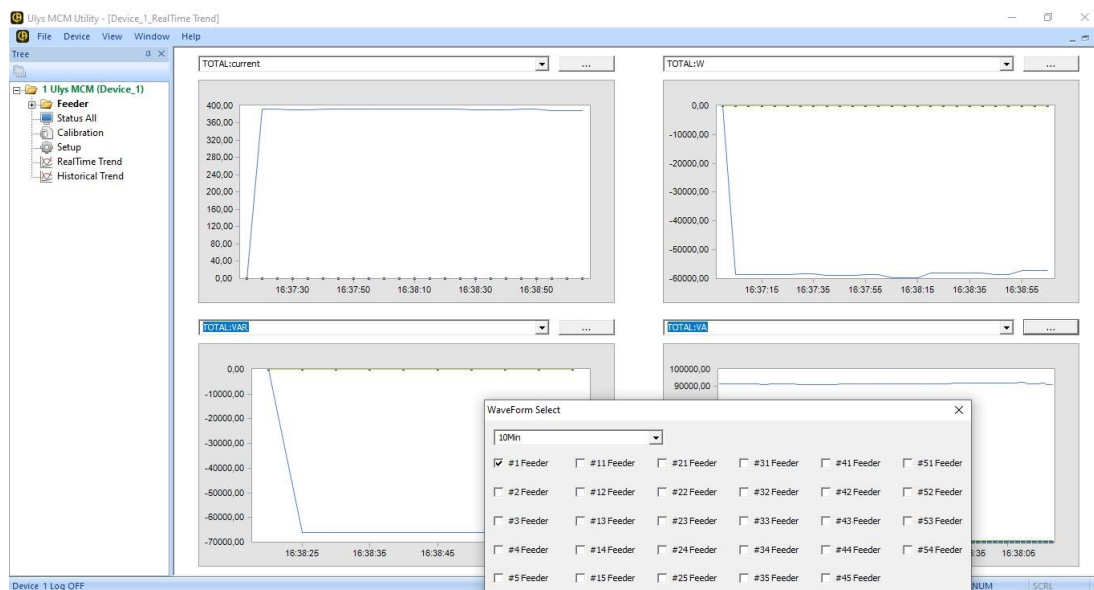 Ulys MCM Utility - [Device_1_RealTime Trend]
File Device View Window Help
Tree
1 Ulys MCM (Device_1)
Feeder
Status All
Calibration
Setup
RealTime Trend
Historical Trend
TOTAL:current
...
400,00
360,00
320,00
280,00
240,00
200,00
160,00
120,00
80,00
40,00
0,00
16:37:30 16:37:50 16:38:10 16:38:30 16:38:50
TOTAL:W
...
0,00
-10000,00
-20000,00
-30000,00
-40000,00
-50000,00
-60000,00
16:37:15 16:37:35 16:37:55 16:38:15 16:38:35 16:38:55
TOTAL:VAR
...
0,00
-10000,00
-20000,00
-30000,00
-40000,00
-50000,00
-60000,00
-70000,00
16:38:25 16:38:35 16:38:45
TOTAL:VA
...
100000,00
90000,00
:35 16:38:06
WaveForm Select
10Min
#1 Feeder #11 Feeder #21 Feeder #31 Feeder #41 Feeder #51 Feeder
#2 Feeder #12 Feeder #22 Feeder #32 Feeder #42 Feeder #52 Feeder
#3 Feeder #13 Feeder #23 Feeder #33 Feeder #43 Feeder #53 Feeder
#4 Feeder #14 Feeder #24 Feeder #34 Feeder #44 Feeder #54 Feeder
#5 Feeder #15 Feeder #25 Feeder #35 Feeder #45 Feeder
Device_1 Log OFF
NUM SCRL